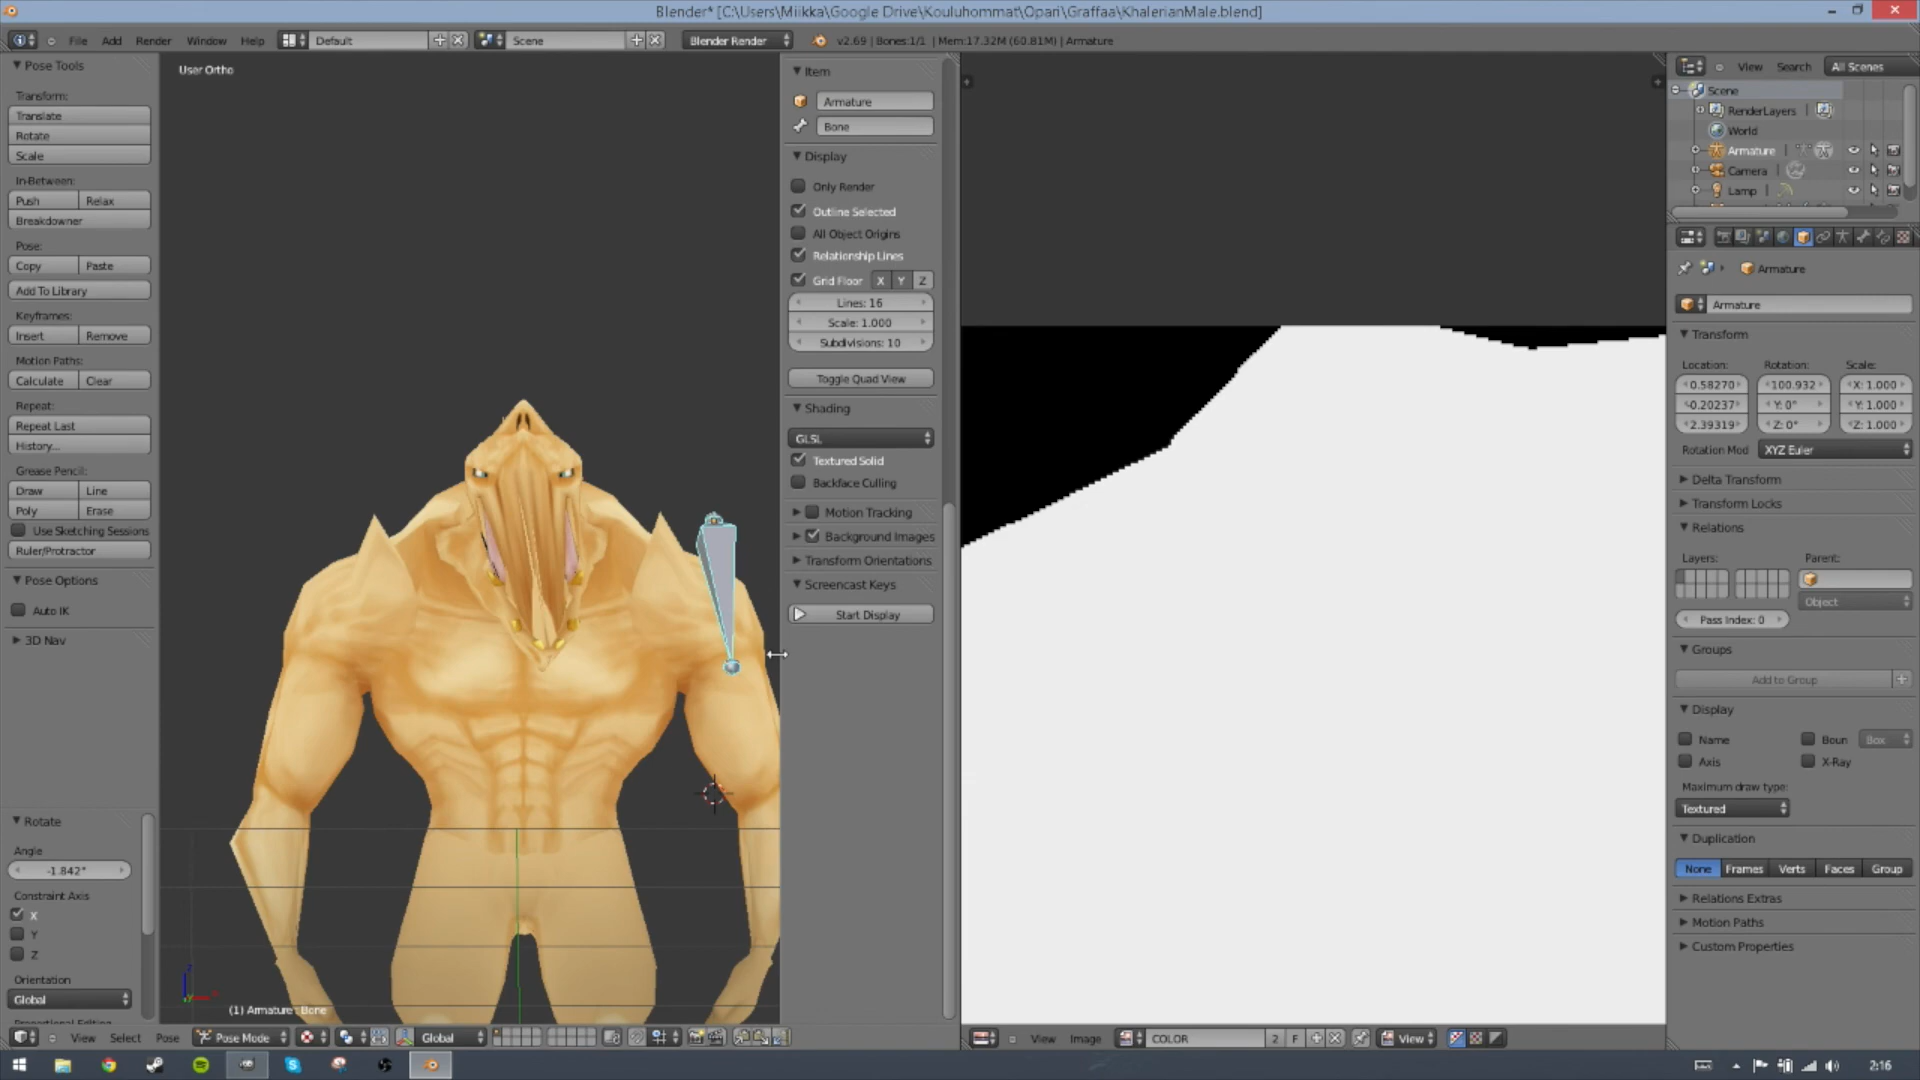 Blender* [C:\Users\Miikka\Google Drive\Kouluhommat\Opari\Graffaa\KhalerianMale.blend]
File Add Render Window Help Default Scene Blender Render v2.69 | Bones:1/1 | Mem:17.32M (60.81M) | Armature
Pose Tools
Transform:
Translate
Rotate
Scale
In-Between:
Push Relax
Breakdowner
Pose:
Copy Paste
Add To Library
Keyframes:
Insert Remove
Motion Paths:
Calculate Clear
Repeat:
Repeat Last
History...
Grease Pencil:
Draw Line
Poly Erase
Use Sketching Sessions
Ruler/Protractor
Pose Options
Auto IK
3D Nav
Rotate
Angle
-1.842°
Constraint Axis
X
Y
Z
Orientation
Global
User Ortho
(1) Armature : Bone
Item
Armature
Bone
Display
Only Render
Outline Selected
All Object Origins
Relationship Lines
Grid Floor X Y Z
Lines: 16
Scale: 1.000
Subdivisions: 10
Toggle Quad View
Shading
GLSL
Textured Solid
Backface Culling
Motion Tracking
Background Images
Transform Orientations
Screencast Keys
Start Display
View Search All Scenes
Scene
RenderLayers
World
Armature
Camera
Lamp
Armature
Armature
Transform
Location: Rotation: Scale:
0.58270 100.932 X: 1.000
-0.20237 Y: 0° Y: 1.000
2.39319 Z: 0° Z: 1.000
Rotation Mod XYZ Euler
Delta Transform
Transform Locks
Relations
Layers: Parent:
Object
Pass Index: 0
Groups
Add to Group
Display
Name Boun Box
Axis X-Ray
Maximum draw type:
Textured
Duplication
None Frames Verts Faces Group
Relations Extras
Motion Paths
Custom Properties
View Select Pose Pose Mode Global
View Image COLOR 2 F View
2:16